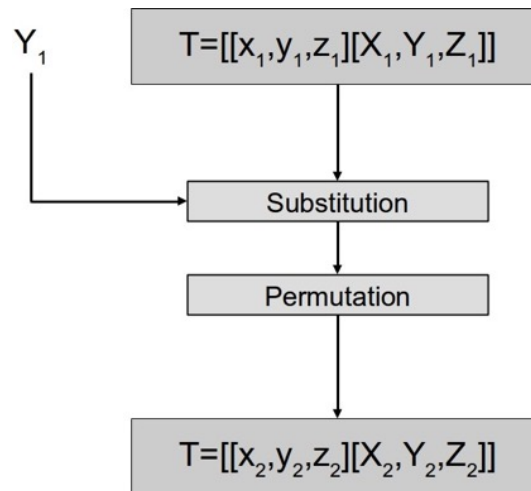 T=[[x₁,y₁,z₁][X₁,Y₁,Z₁]]
Y₁
Substitution
Permutation
T=[[x₂,y₂,z₂][X₂,Y₂,Z₂]]